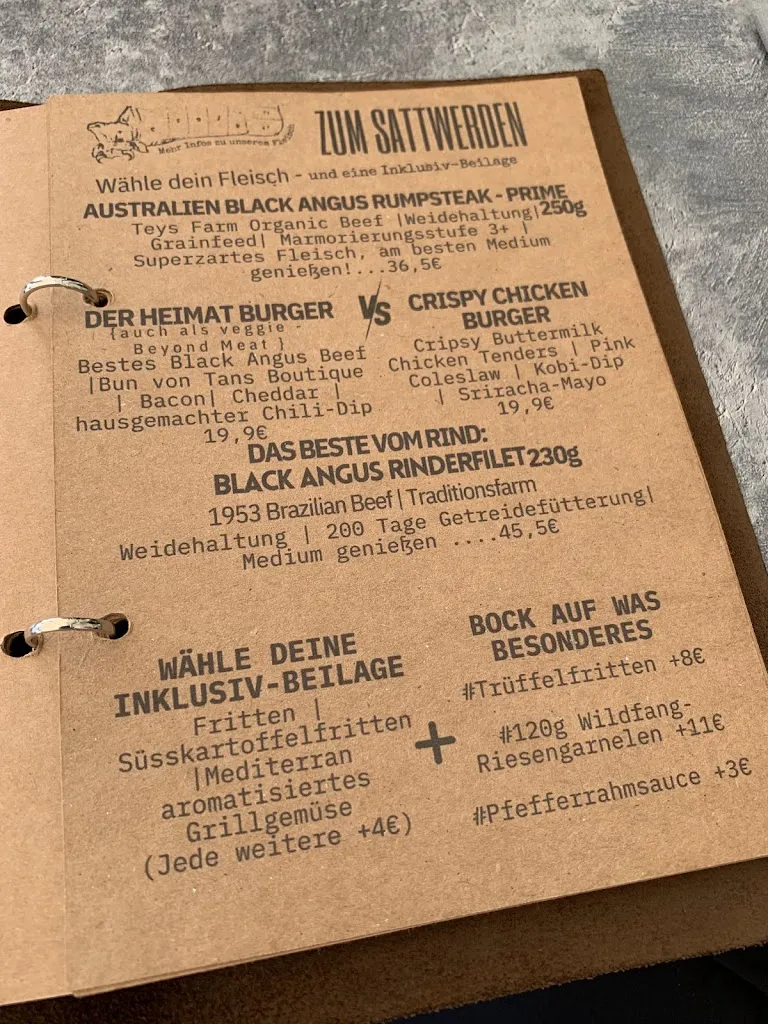 ZUM SATTWERDEN
Mehr Infos zu unserem Fleisch
Wähle dein Fleisch - und eine Inklusiv-Beilage
AUSTRALIEN BLACK ANGUS RUMPSTEAK - PRIME
Teys Farm Organic Beef |Weidehaltung|250g
Grainfeed| Marmorierungsstufe 3+ |
Superzartes Fleisch, am besten Medium
genießen!...36,5€
DER HEIMAT BURGER
{auch als veggie -
Beyond Meat }
Bestes Black Angus Beef
|Bun von Tans Boutique
| Bacon| Cheddar |
hausgemachter Chili-Dip
19,9€
VS
CRISPY CHICKEN
BURGER
Cripsy Buttermilk
Chicken Tenders | Pink
Coleslaw | Kobi-Dip
| Sriracha-Mayo
19,9€
DAS BESTE VOM RIND:
BLACK ANGUS RINDERFILET 230g
1953 Brazilian Beef | Traditionsfarm
Weidehaltung | 200 Tage Getreidefütterung|
Medium genießen ....45,5€
WÄHLE DEINE
INKLUSIV-BEILAGE
Fritten |
Süsskartoffelfritten
|Mediterran
aromatisiertes
Grillgemüse
(Jede weitere +4€)
+
BOCK AUF WAS
BESONDERES
#Trüffelfritten +8€
#120g Wildfang-
Riesengarnelen +11€
#Pfefferrahmsauce +3€